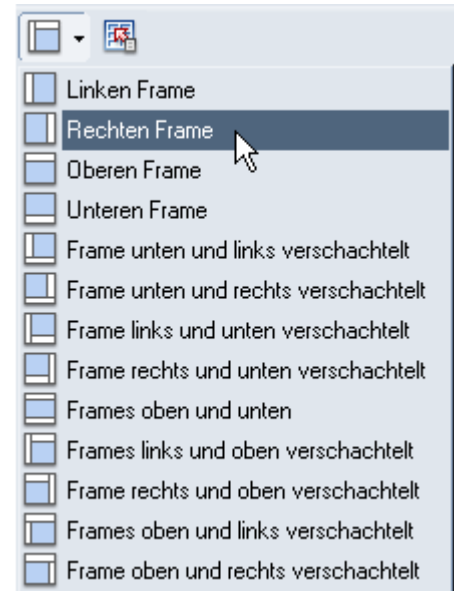 Linken Frame
Rechten Frame
Oberen Frame
Unteren Frame
Frame unten und links verschachtelt
Frame unten und rechts verschachtelt
Frame links und unten verschachtelt
Frame rechts und unten verschachtelt
Frames oben und unten
Frames links und oben verschachtelt
Frame rechts und oben verschachtelt
Frames oben und links verschachtelt
Frame oben und rechts verschachtelt